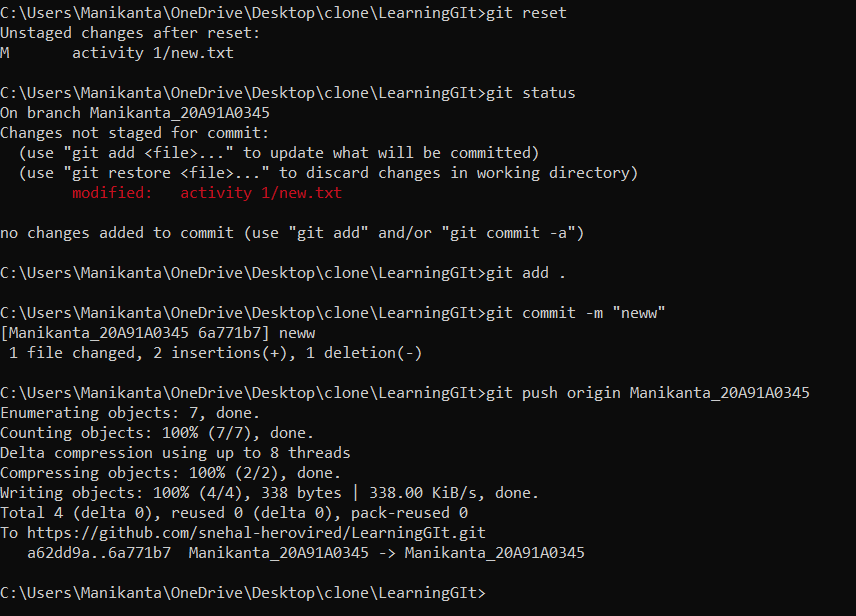 C:\Users\Manikanta\OneDrive\Desktop\clone\LearningGIt>git reset
Unstaged changes after reset:
M       activity 1/new.txt
C:\Users\Manikanta\OneDrive\Desktop\clone\LearningGIt>git status
On branch Manikanta_20A91A0345
Changes not staged for commit:
  (use "git add <file>..." to update what will be committed)
  (use "git restore <file>..." to discard changes in working directory)
        modified:   activity 1/new.txt
no changes added to commit (use "git add" and/or "git commit -a")
C:\Users\Manikanta\OneDrive\Desktop\clone\LearningGIt>git add .
C:\Users\Manikanta\OneDrive\Desktop\clone\LearningGIt>git commit -m "neww"
[Manikanta_20A91A0345 6a771b7] neww
 1 file changed, 2 insertions(+), 1 deletion(-)
C:\Users\Manikanta\OneDrive\Desktop\clone\LearningGIt>git push origin Manikanta_20A91A0345
Enumerating objects: 7, done.
Counting objects: 100% (7/7), done.
Delta compression using up to 8 threads
Compressing objects: 100% (2/2), done.
Writing objects: 100% (4/4), 338 bytes | 338.00 KiB/s, done.
Total 4 (delta 0), reused 0 (delta 0), pack-reused 0
To https://github.com/snehal-herovired/LearningGIt.git
   a62dd9a..6a771b7  Manikanta_20A91A0345 -> Manikanta_20A91A0345
C:\Users\Manikanta\OneDrive\Desktop\clone\LearningGIt>